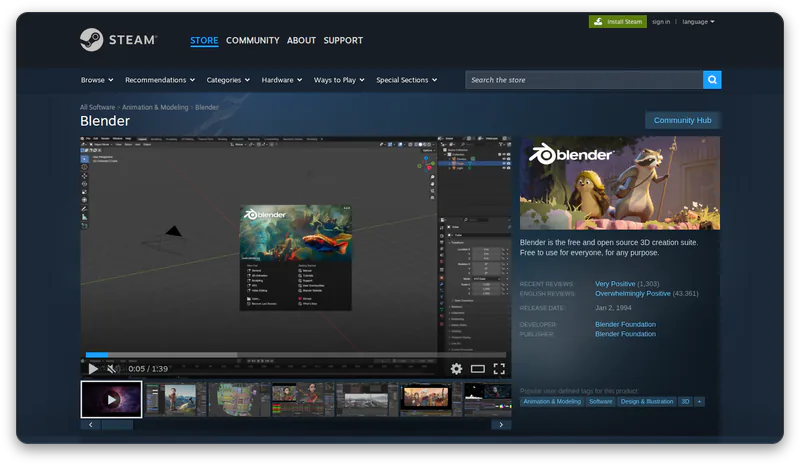 Install Steam
sign in | language
STEAM
STORE COMMUNITY ABOUT SUPPORT
Browse Recommendations Categories Hardware Ways to Play Special Sections
Search the store
All Software > Animation & Modeling > Blender
Blender
Community Hub
blender
blender
Blender is the free and open source 3D creation suite.
Free to use for everyone, for any purpose.
RECENT REVIEWS: Very Positive (1,303)
ENGLISH REVIEWS: Overwhelmingly Positive (43,361)
RELEASE DATE: Jan 2, 1994
DEVELOPER: Blender Foundation
PUBLISHER: Blender Foundation
0:05 / 1:39
Popular user-defined tags for this product:
Animation & Modeling Software Design & Illustration 3D +